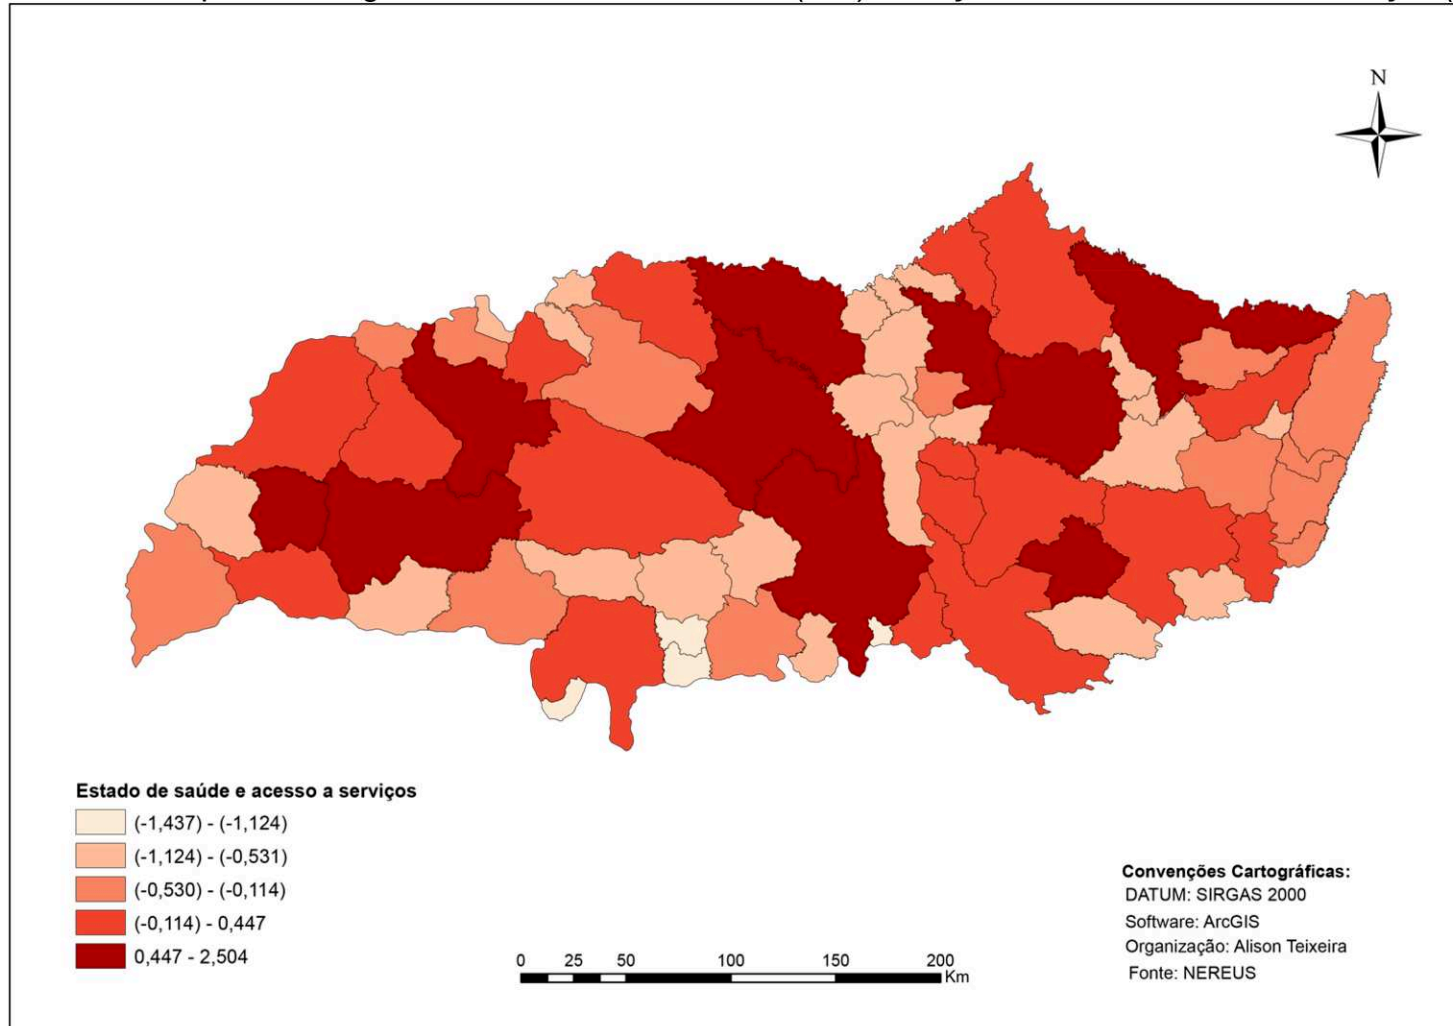 N
Estado de saúde e acesso a serviços
(-1,437) - (-1,124)
(-1,124) - (-0,531)
(-0,530) - (-0,114)
(-0,114) - 0,447
0,447 - 2,504
0 25 50 100 150 200
Km
Convenções Cartográficas:
DATUM: SIRGAS 2000
Software: ArcGIS
Organização: Alison Teixeira
Fonte: NEREUS